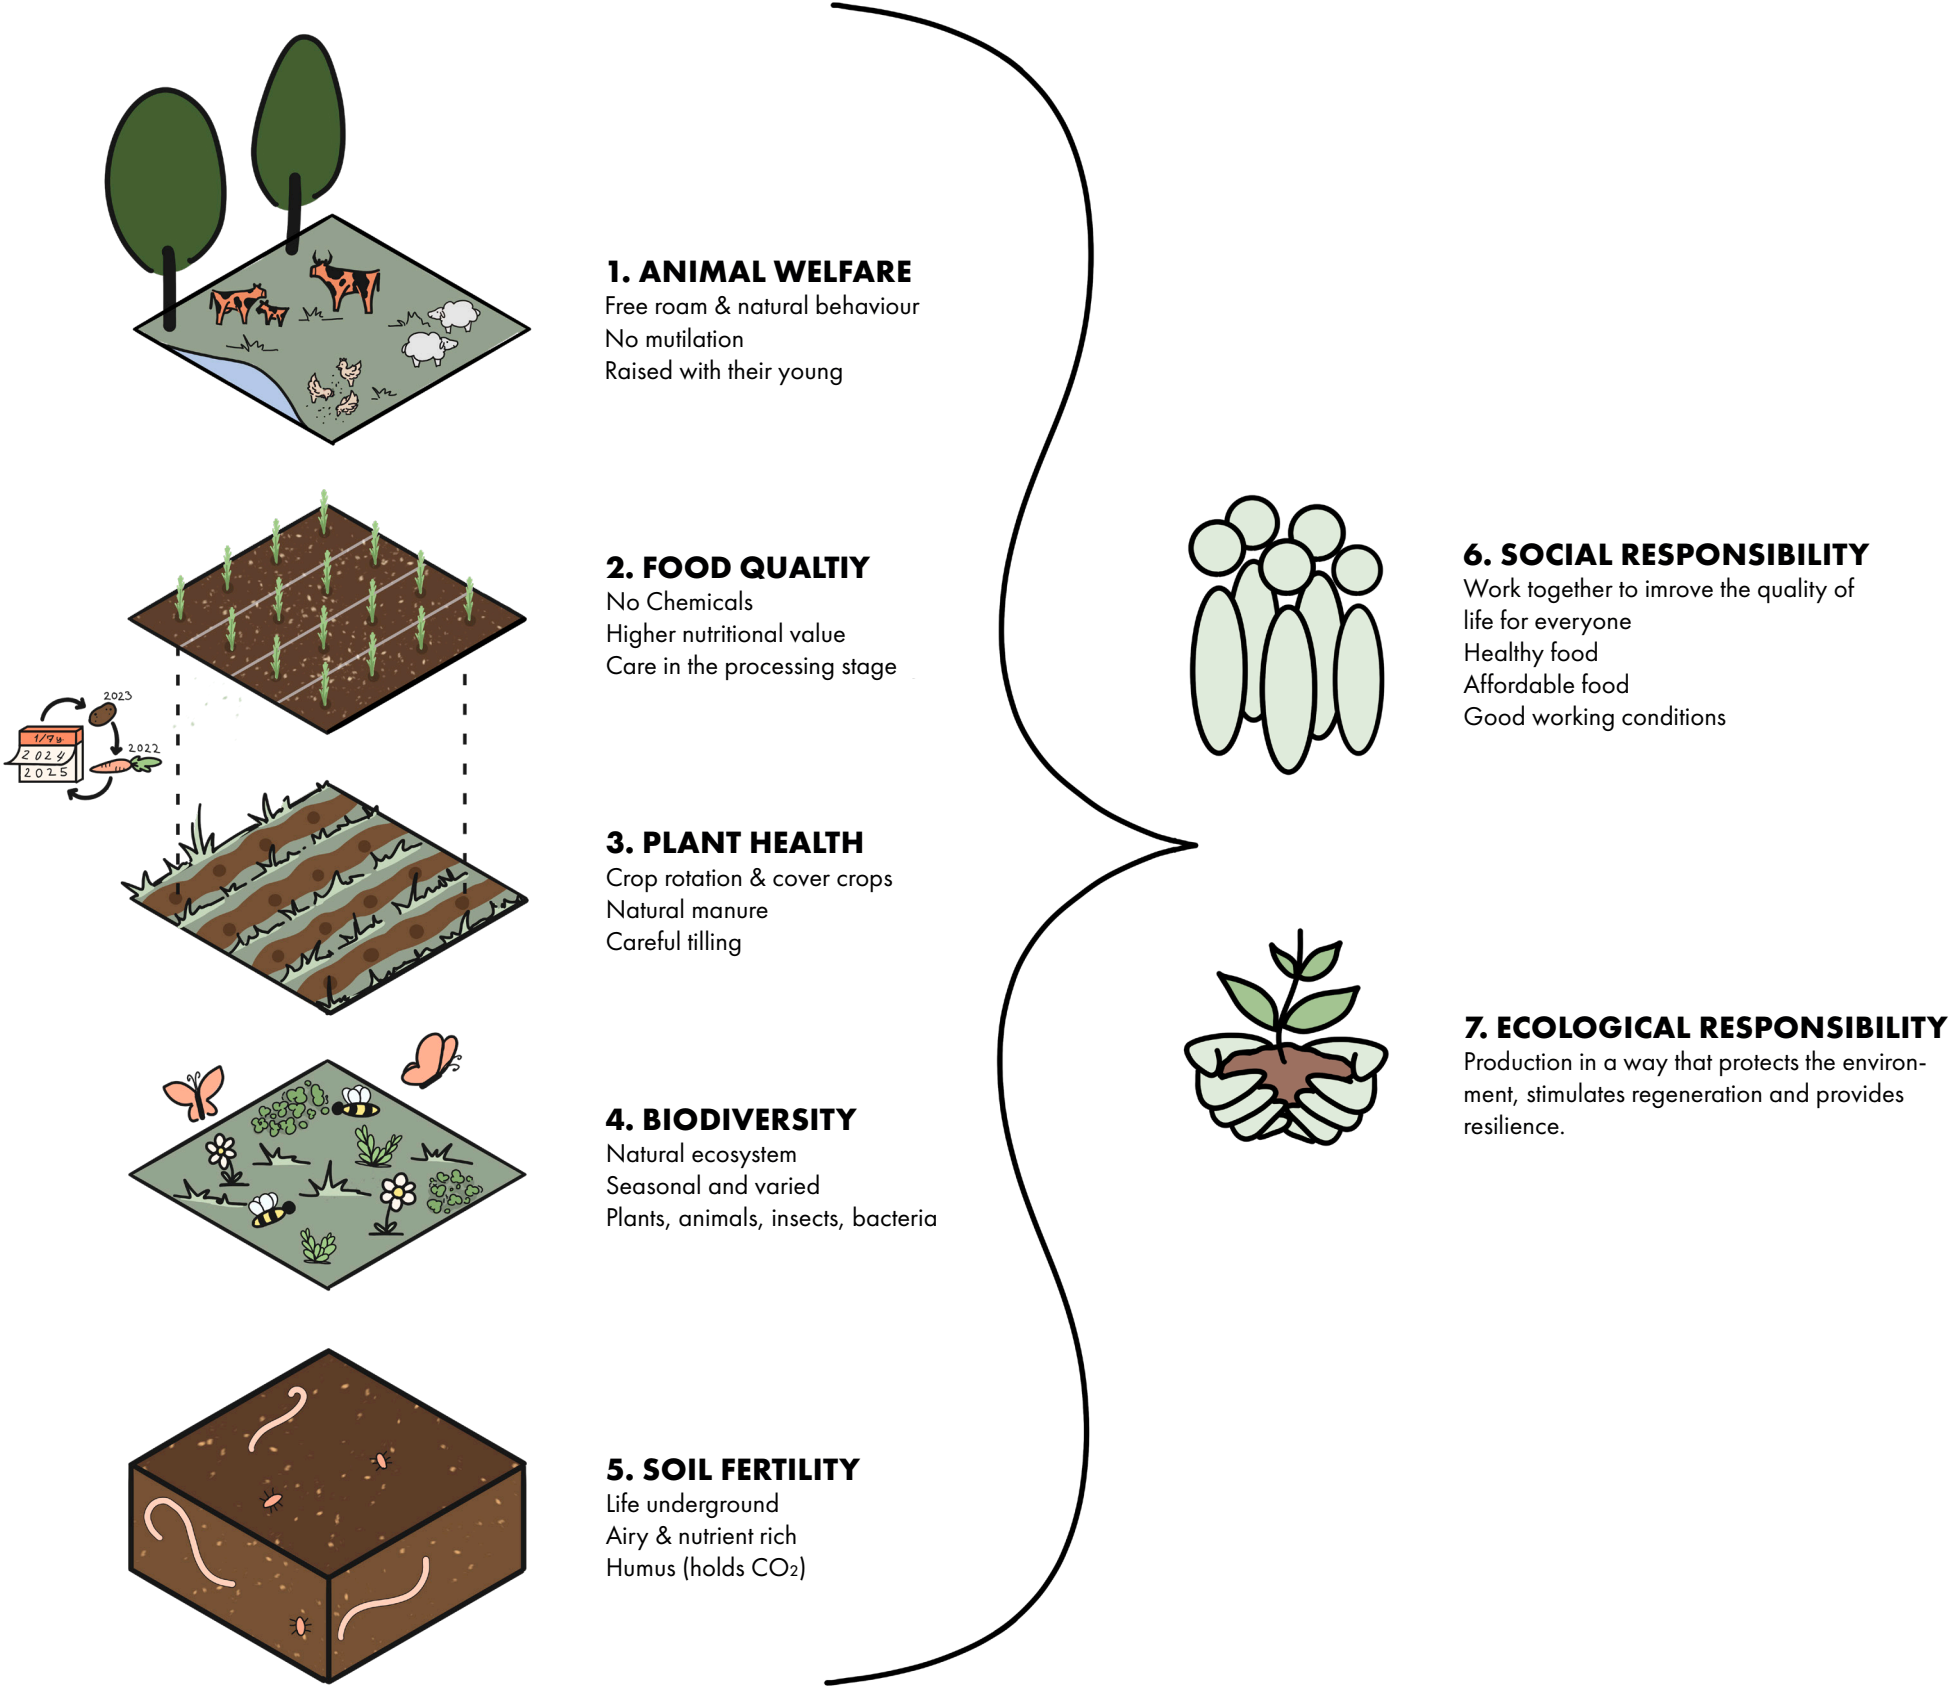 1. ANIMAL WELFARE
Free roam & natural behaviour
No mutilation
Raised with their young
2. FOOD QUALTIY
No Chemicals
Higher nutritional value
Care in the processing stage
2023
1/7y
2024
2025
2022
3. PLANT HEALTH
Crop rotation & cover crops
Natural manure
Careful tilling
4. BIODIVERSITY
Natural ecosystem
Seasonal and varied
Plants, animals, insects, bacteria
5. SOIL FERTILITY
Life underground
Airy & nutrient rich
Humus (holds CO2)
6. SOCIAL RESPONSIBILITY
Work together to imrove the quality of
life for everyone
Healthy food
Affordable food
Good working conditions
7. ECOLOGICAL RESPONSIBILITY
Production in a way that protects the environ-
ment, stimulates regeneration and provides
resilience.